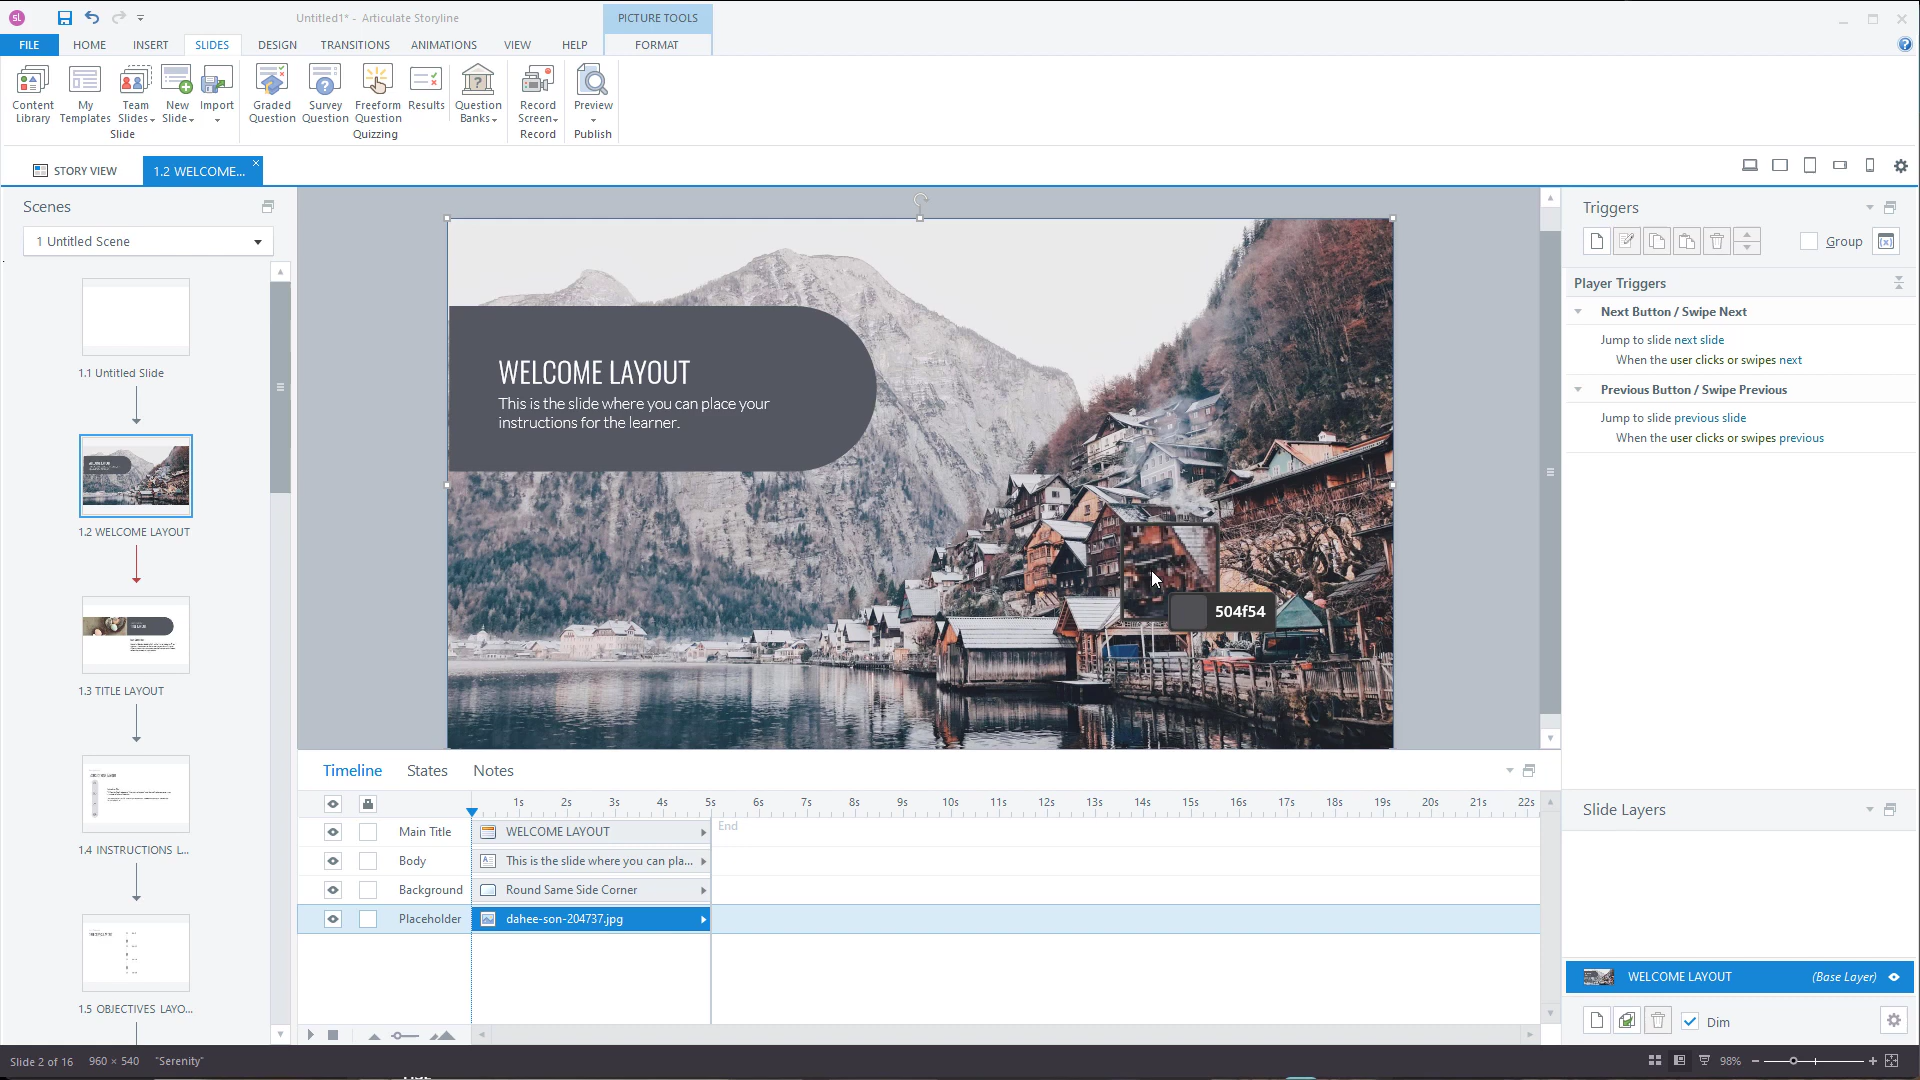 Untitled1* - Articulate Storyline
PICTURE TOOLS
FILE
HOME
INSERT
SLIDES
DESIGN
TRANSITIONS
ANIMATIONS
VIEW
HELP
FORMAT
Content
Library
My
Templates
Team
Slides
New
Slide
Import
Slide
Graded
Question
Survey
Question
Freeform
Question
Results
Question
Banks
Quizzing
Record
Screen
Record
Preview
Publish
STORY VIEW
1.2 WELCOME...
Scenes
1 Untitled Scene
1.1 Untitled Slide
1.2 WELCOME LAYOUT
1.3 TITLE LAYOUT
1.4 INSTRUCTIONS L...
1.5 OBJECTIVES LAYO...
WELCOME LAYOUT
This is the slide where you can place your
instructions for the learner.
504f54
Triggers
Group
Player Triggers
Next Button / Swipe Next
Jump to slide next slide
When the user clicks or swipes next
Previous Button / Swipe Previous
Jump to slide previous slide
When the user clicks or swipes previous
Timeline
States
Notes
1s 2s 3s 4s 5s 6s 7s 8s 9s 10s 11s 12s 13s 14s 15s 16s 17s 18s 19s 20s 21s 22s
Main Title
WELCOME LAYOUT
End
Body
This is the slide where you can pla...
Background
Round Same Side Corner
Placeholder
dahee-son-204737.jpg
Slide Layers
WELCOME LAYOUT
(Base Layer)
Dim
Slide 2 of 16
960 × 540
"Serenity"
98%